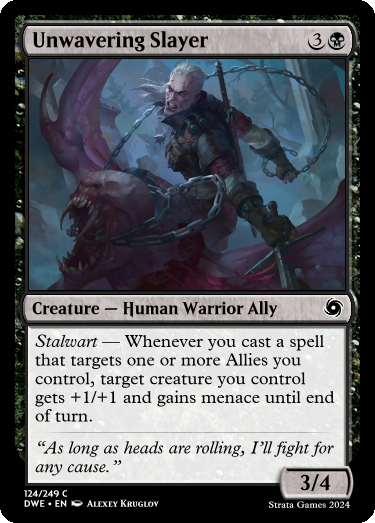 Unwavering Slayer 3
Creature — Human Warrior Ally
Stalwart — Whenever you cast a spell
that targets one or more Allies you
control, target creature you control
gets +1/+1 and gains menace until end
of turn.
“As long as heads are rolling, I’ll fight for
any cause.”
3/4
124/249 C
DWE • EN Alexey Kruglov
Strata Games 2024